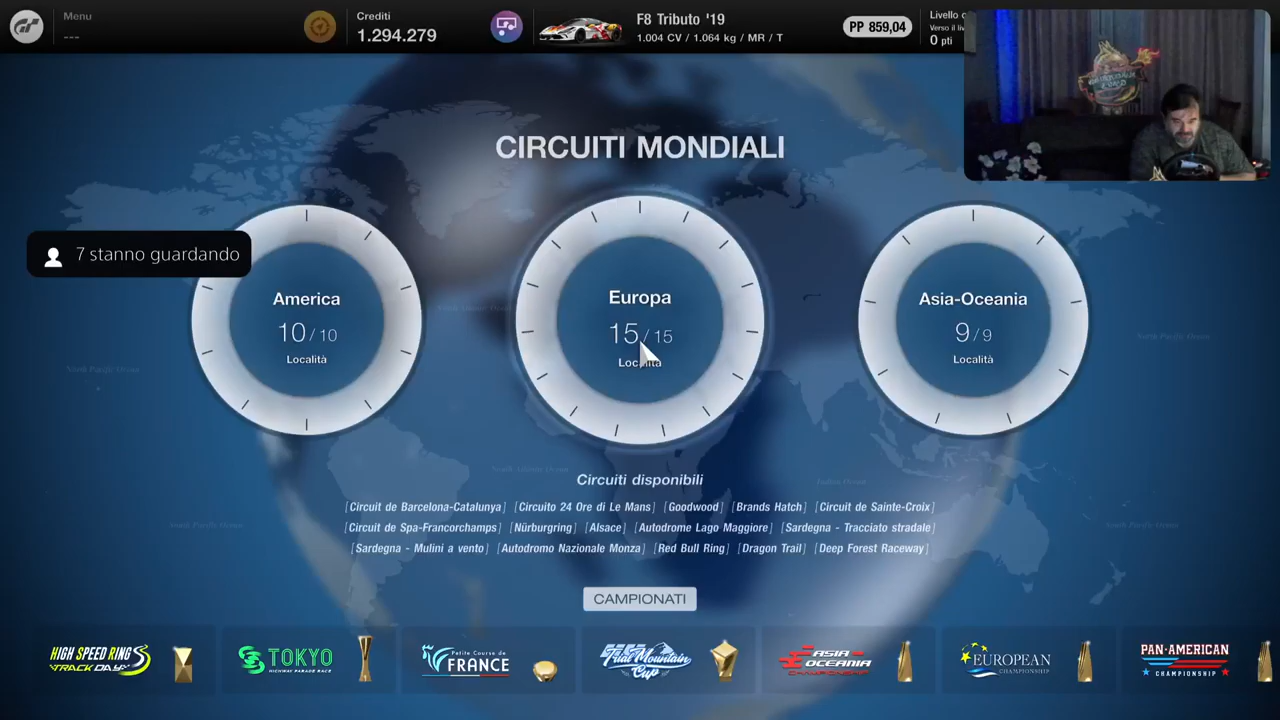 Menu
---
Crediti
1.294.279
F8 Tributo '19
1.004 CV / 1.064 kg / MR / T
PP 859,04
Livello
0 pti
CIRCUITI MONDIALI
7 stanno guardando
America
10 / 10
Località
Europa
15 / 15
Località
Asia-Oceania
9 / 9
Località
Circuiti disponibili
[Circuit de Barcelona-Catalunya] [Circuito 24 Ore di Le Mans] [Goodwood] [Brands Hatch] [Circuit de Sainte-Croix]
[Circuit de Spa-Francorchamps] [Nürburgring] [Alsace] [Autodrome Lago Maggiore] [Sardegna - Tracciato stradale]
[Sardegna - Mulini a vento] [Autodromo Nazionale Monza] [Red Bull Ring] [Dragon Trail] [Deep Forest Raceway]
CAMPIONATI
HIGH SPEED RING
TRACK DAY
TOKYO
HIGHWAY PARADE RACE
Petite Course de
FRANCE
Trial Mountain
Cup
ASIA
OCEANIA
CHAMPIONSHIP
EUROPEAN
CHAMPIONSHIP
PAN-AMERICAN
CHAMPIONSHIP